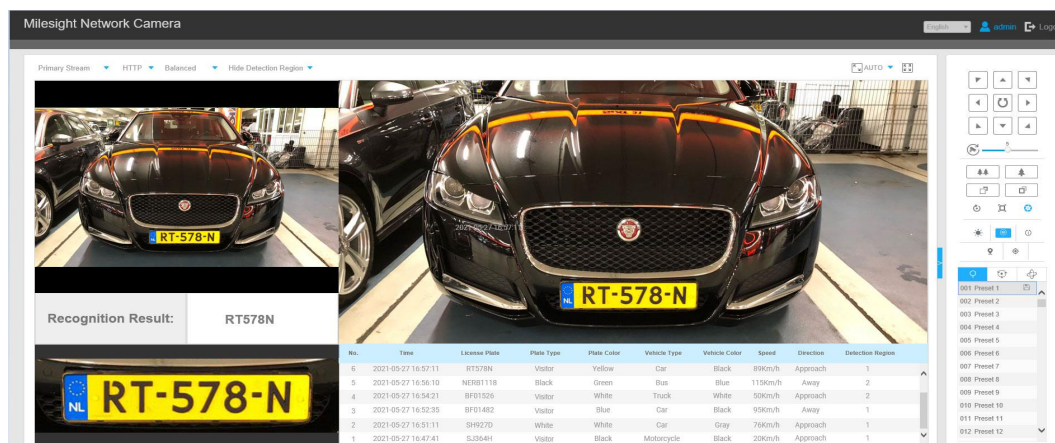 Milesight Network Camera
English admin
Primary Stream HTTP Balanced Hide Detection Region AUTO
NL RT-578-N
2021-05-27 16:57:11
NL RT-578-N
5
Recognition Result: RT578N
NL RT-578-N
No. Time License Plate Plate Type Plate Color Vehicle Type Vehicle Color Speed Direction Detection Region
6 2021-05-27 16:57:11 RT578N Visitor Yellow Car Black 89Km/h Approach 1
5 2021-05-27 16:56:10 NERB1118 Black Green Bus Blue 115Km/h Away 2
4 2021-05-27 16:54:21 BF01526 Visitor White Truck White 50Km/h Approach 2
3 2021-05-27 16:52:35 BF01482 Visitor Blue Car Black 95Km/h Away 1
2 2021-05-27 16:51:11 SH927D White White Car Gray 76Km/h Approach 1
1 2021-05-27 16:47:41 SJ364H Visitor Black Motorcycle Black 20Km/h Approach 1
001 Preset 1
002 Preset 2
003 Preset 3
004 Preset 4
005 Preset 5
006 Preset 6
007 Preset 7
008 Preset 8
009 Preset 9
010 Preset 10
011 Preset 11
012 Preset 12